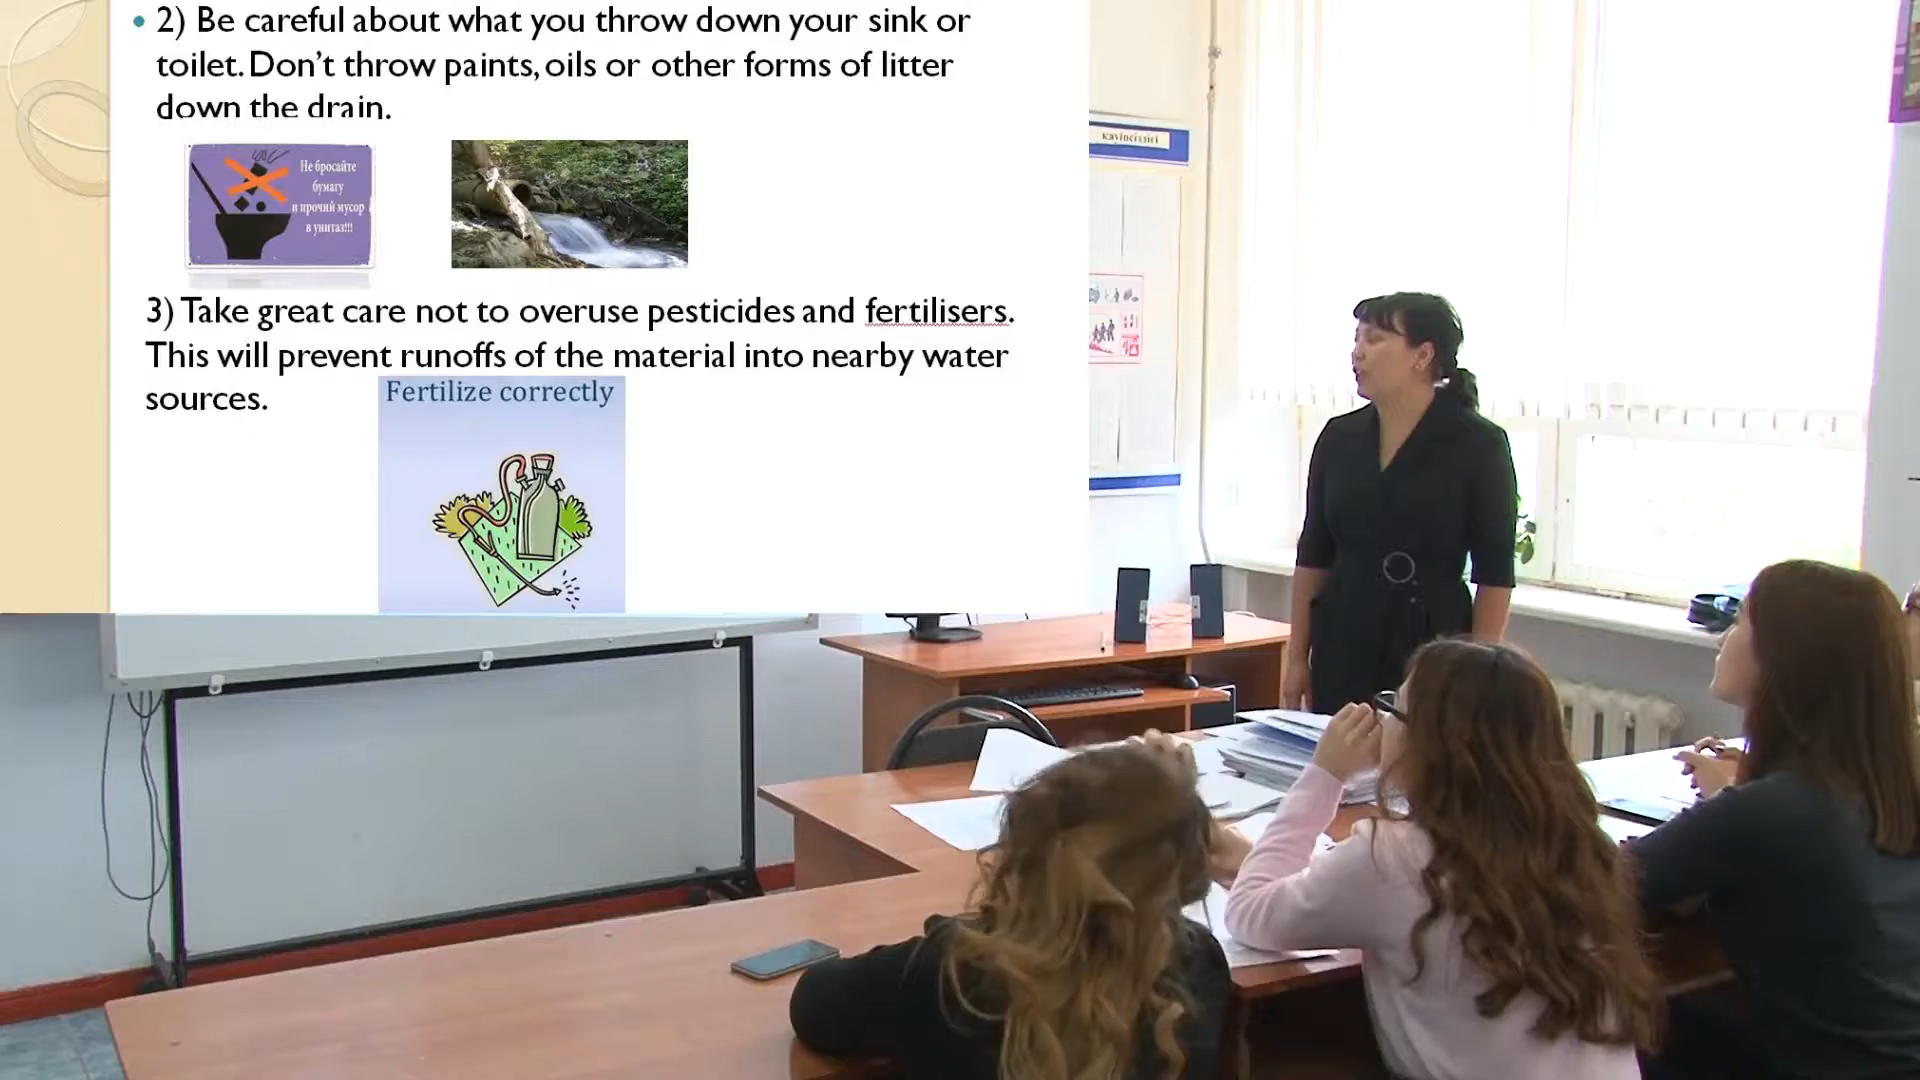 2) Be careful about what you throw down your sink or
toilet. Don't throw paints, oils or other forms of litter
down the drain.
Не бросайте
бумагу
и прочий мусор
в унитаз!!!
3) Take great care not to overuse pesticides and fertilisers.
This will prevent runoffs of the material into nearby water
sources.
Fertilize correctly
қауіпсіздігі